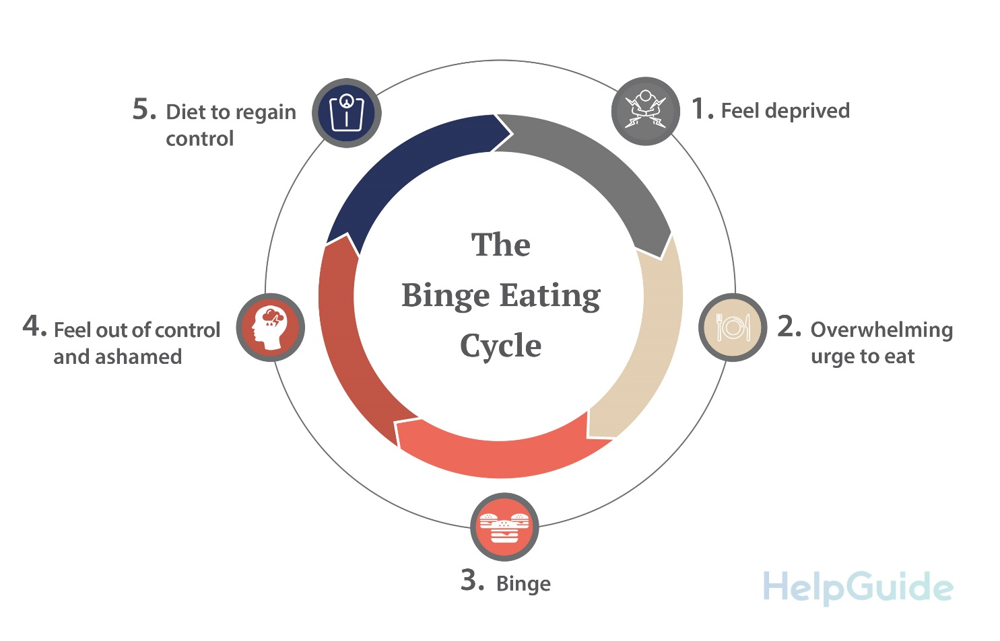 The
Binge Eating
Cycle
1. Feel deprived
2. Overwhelming
urge to eat
3. Binge
4. Feel out of control
and ashamed
5. Diet to regain
control
HelpGuide